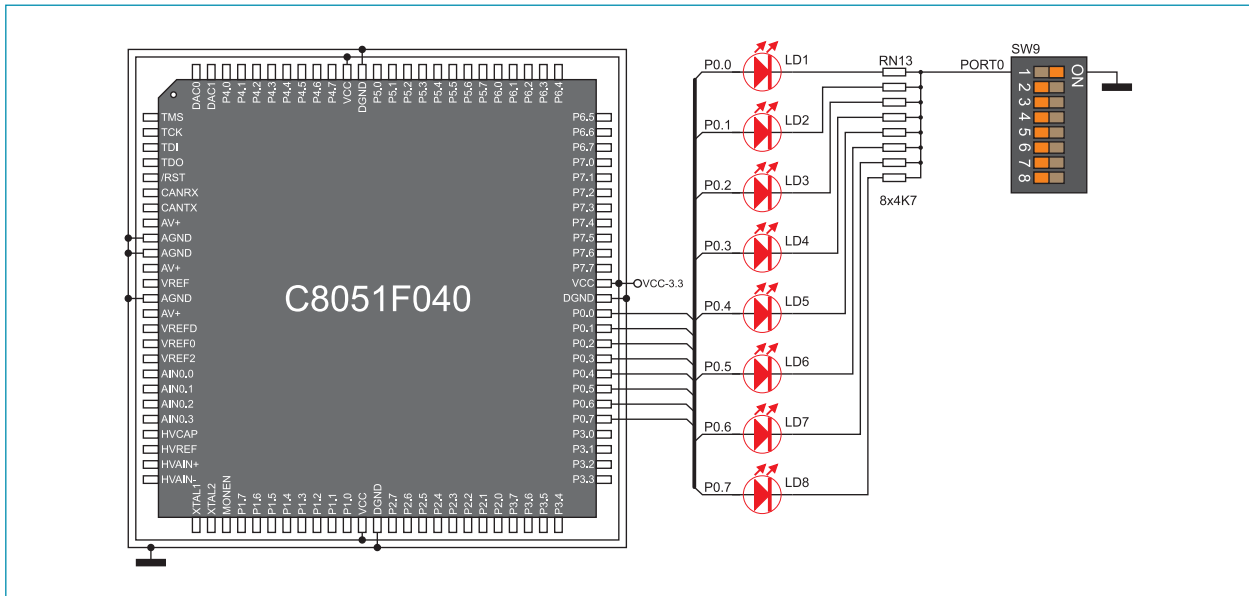 DAC0
DAC1
P4.0
P4.1
P4.2
P4.3
P4.4
P4.5
P4.6
P4.7
VCC
DGND
P5.0
P5.1
P5.2
P5.3
P5.4
P5.5
P5.6
P5.7
P6.0
P6.1
P6.2
P6.3
P6.4
TMS
TCK
TDI
TDO
/RST
CANRX
CANTX
AV+
AGND
AGND
AV+
VREF
AGND
AV+
VREFD
VREF0
VREF2
AIN0.0
AIN0.1
AIN0.2
AIN0.3
HVCAP
HVREF
HVAIN+
HVAIN-
C8051F040
P6.5
P6.6
P6.7
P7.0
P7.1
P7.2
P7.3
P7.4
P7.5
P7.6
P7.7
VCC
DGND
P0.0
P0.1
P0.2
P0.3
P0.4
P0.5
P0.6
P0.7
P3.0
P3.1
P3.2
P3.3
XTAL1
XTAL2
MONEN
P1.7
P1.6
P1.5
P1.4
P1.3
P1.2
P1.1
P1.0
VCC
DGND
P2.7
P2.6
P2.5
P2.4
P2.3
P2.2
P2.1
P2.0
P3.7
P3.6
P3.5
P3.4
VCC-3.3
P0.0
LD1
P0.1
LD2
P0.2
LD3
P0.3
LD4
P0.4
LD5
P0.5
LD6
P0.6
LD7
P0.7
LD8
RN13
8x4K7
PORT0
SW9
ON
1
2
3
4
5
6
7
8